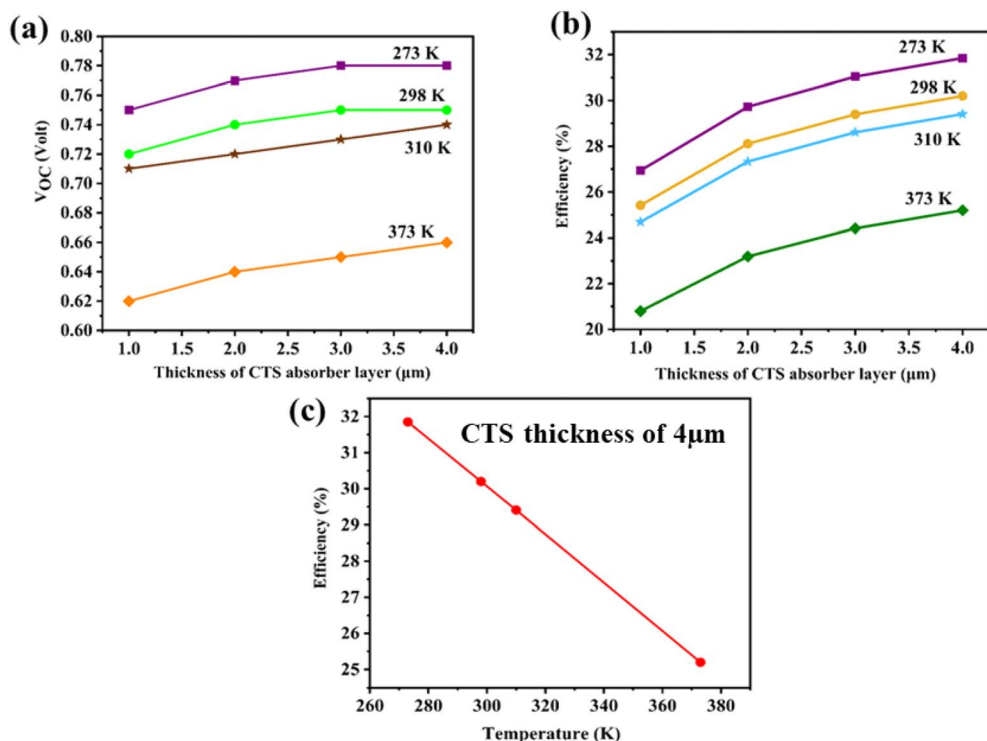 (a)
0.80
0.78
0.76
0.74
0.72
0.70
0.68
0.66
0.64
0.62
0.60
V_OC (Volt)
273 K
298 K
310 K
373 K
1.0 1.5 2.0 2.5 3.0 3.5 4.0
Thickness of CTS absorber layer (μm)
(b)
32
30
28
26
24
22
20
Efficiency (%)
273 K
298 K
310 K
373 K
1.0 1.5 2.0 2.5 3.0 3.5 4.0
Thickness of CTS absorber layer (μm)
(c)
CTS thickness of 4μm
32
31
30
29
28
27
26
25
Efficiency (%)
260 280 300 320 340 360 380
Temperature (K)